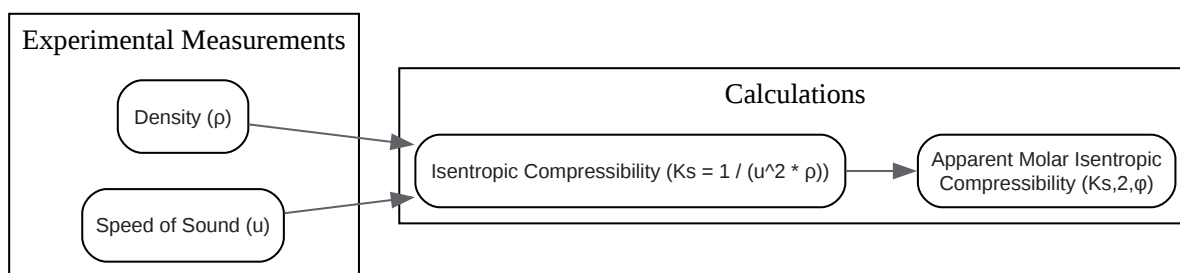 Experimental Measurements
Density (ρ)
Speed of Sound (u)
Calculations
Isentropic Compressibility (Ks = 1 / (u^2 * ρ))
Apparent Molar Isentropic
Compressibility (Ks,2,φ)